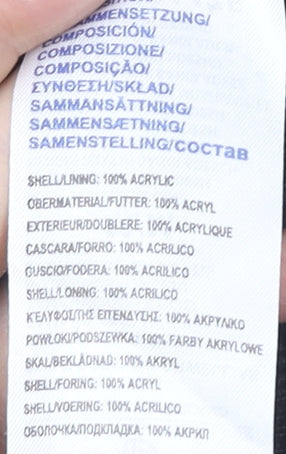 AMMENSETZUNG/
COMPOSICIÓN/
COMPOSIZIONE/
COMPOSIÇÃO/
ΣΥΝΘΕΣΗ/SKŁAD/
SAMMANSÄTTNING/
SAMMENSÆTNING/
SAMENSTELLING/COCTaB
SHELL/LINING: 100% ACRYLIC
OBERMATERIAL/FUTTER: 100% ACRYL
EXTERIEUR/DOUBLERE: 100% ACRYLIQUE
CASCARA/FORRO: 100% ACRILICO
GUSCIO/FODERA: 100% ACRILICO
SHELL/LONING: 100% ACRILICO
ΚΕΛΥΦΟΣ/ΤΗΣ ΕΠΕΝΔΥΣΗΣ: 100% ΑΚΡΥΛΙΚΟ
POWŁOKI/PODSZEWKA: 100% FARBY AKRYLOWE
SKAL/BEKLÄDNAD: 100% AKRYL
SHELL/FORING: 100% ACRYL
SHELL/VOERING: 100% ACRILICO
ОБОЛОЧКА/ПОДКЛАДКА: 100% АКРИЛ